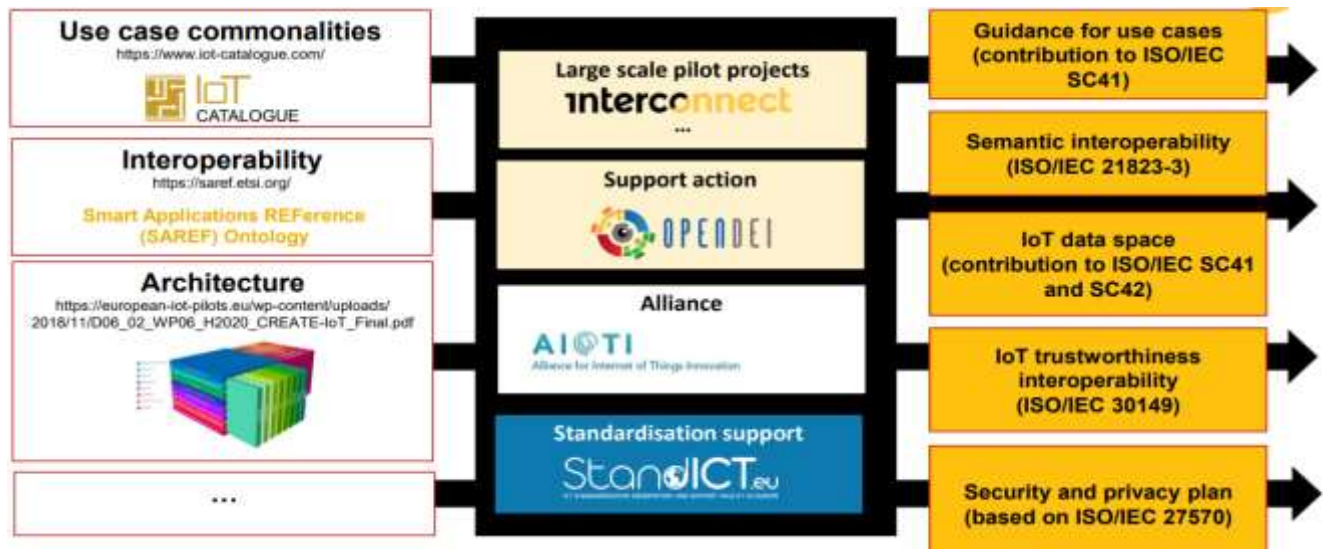 Use case commonalities
https://www.iot-catalogue.com/
IoT
CATALOGUE
Interoperability
https://saref.etsi.org/
Smart Applications REFerence
(SAREF) Ontology
Architecture
https://european-iot-pilots.eu/wp-content/uploads/
2018/11/D06_02_WP06_H2020_CREATE-IoT_Final.pdf
...
Large scale pilot projects
interconnect
...
Support action
OPENDEI
Alliance
AIOTI
Alliance for Internet of Things Innovation
Standardisation support
StandICT.eu
Guidance for use cases
(contribution to ISO/IEC
SC41)
Semantic interoperability
(ISO/IEC 21823-3)
IoT data space
(contribution to ISO/IEC SC41
and SC42)
IoT trustworthiness
interoperability
(ISO/IEC 30149)
Security and privacy plan
(based on ISO/IEC 27570)